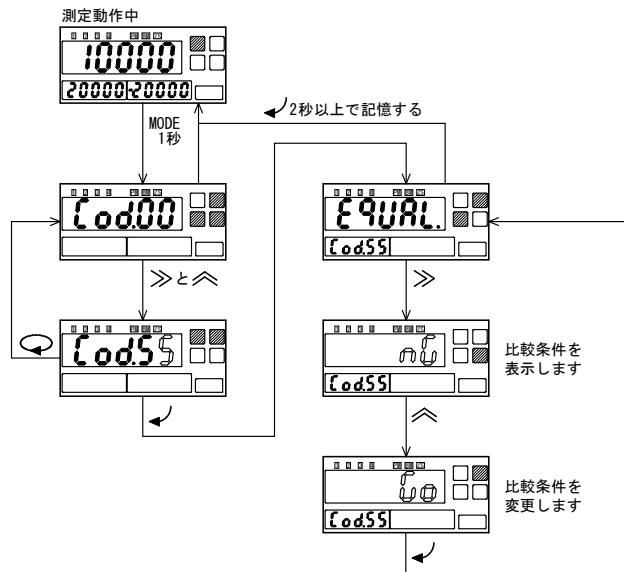 測定動作中
10000
20000 -20000
MODE
1秒
2秒以上で記憶する
Cod.00
≫と︽
Cod.55
EQUAL.
Cod.55
≫
nG
Cod.55
比較条件を
表示します
︽
Go
Cod.55
比較条件を
変更します